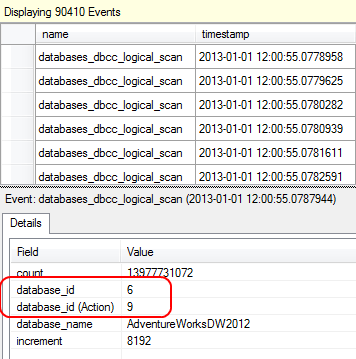 Displaying 90410 Events
name timestamp
databases_dbcc_logical_scan 2013-01-01 12:00:55.0778958
databases_dbcc_logical_scan 2013-01-01 12:00:55.0779625
databases_dbcc_logical_scan 2013-01-01 12:00:55.0780282
databases_dbcc_logical_scan 2013-01-01 12:00:55.0780939
databases_dbcc_logical_scan 2013-01-01 12:00:55.0781611
databases_dbcc_logical_scan 2013-01-01 12:00:55.0782591
Event: databases_dbcc_logical_scan (2013-01-01 12:00:55.0787944)
Details
Field Value
count 13977731072
database_id 6
database_id (Action) 9
database_name AdventureWorksDW2012
increment 8192